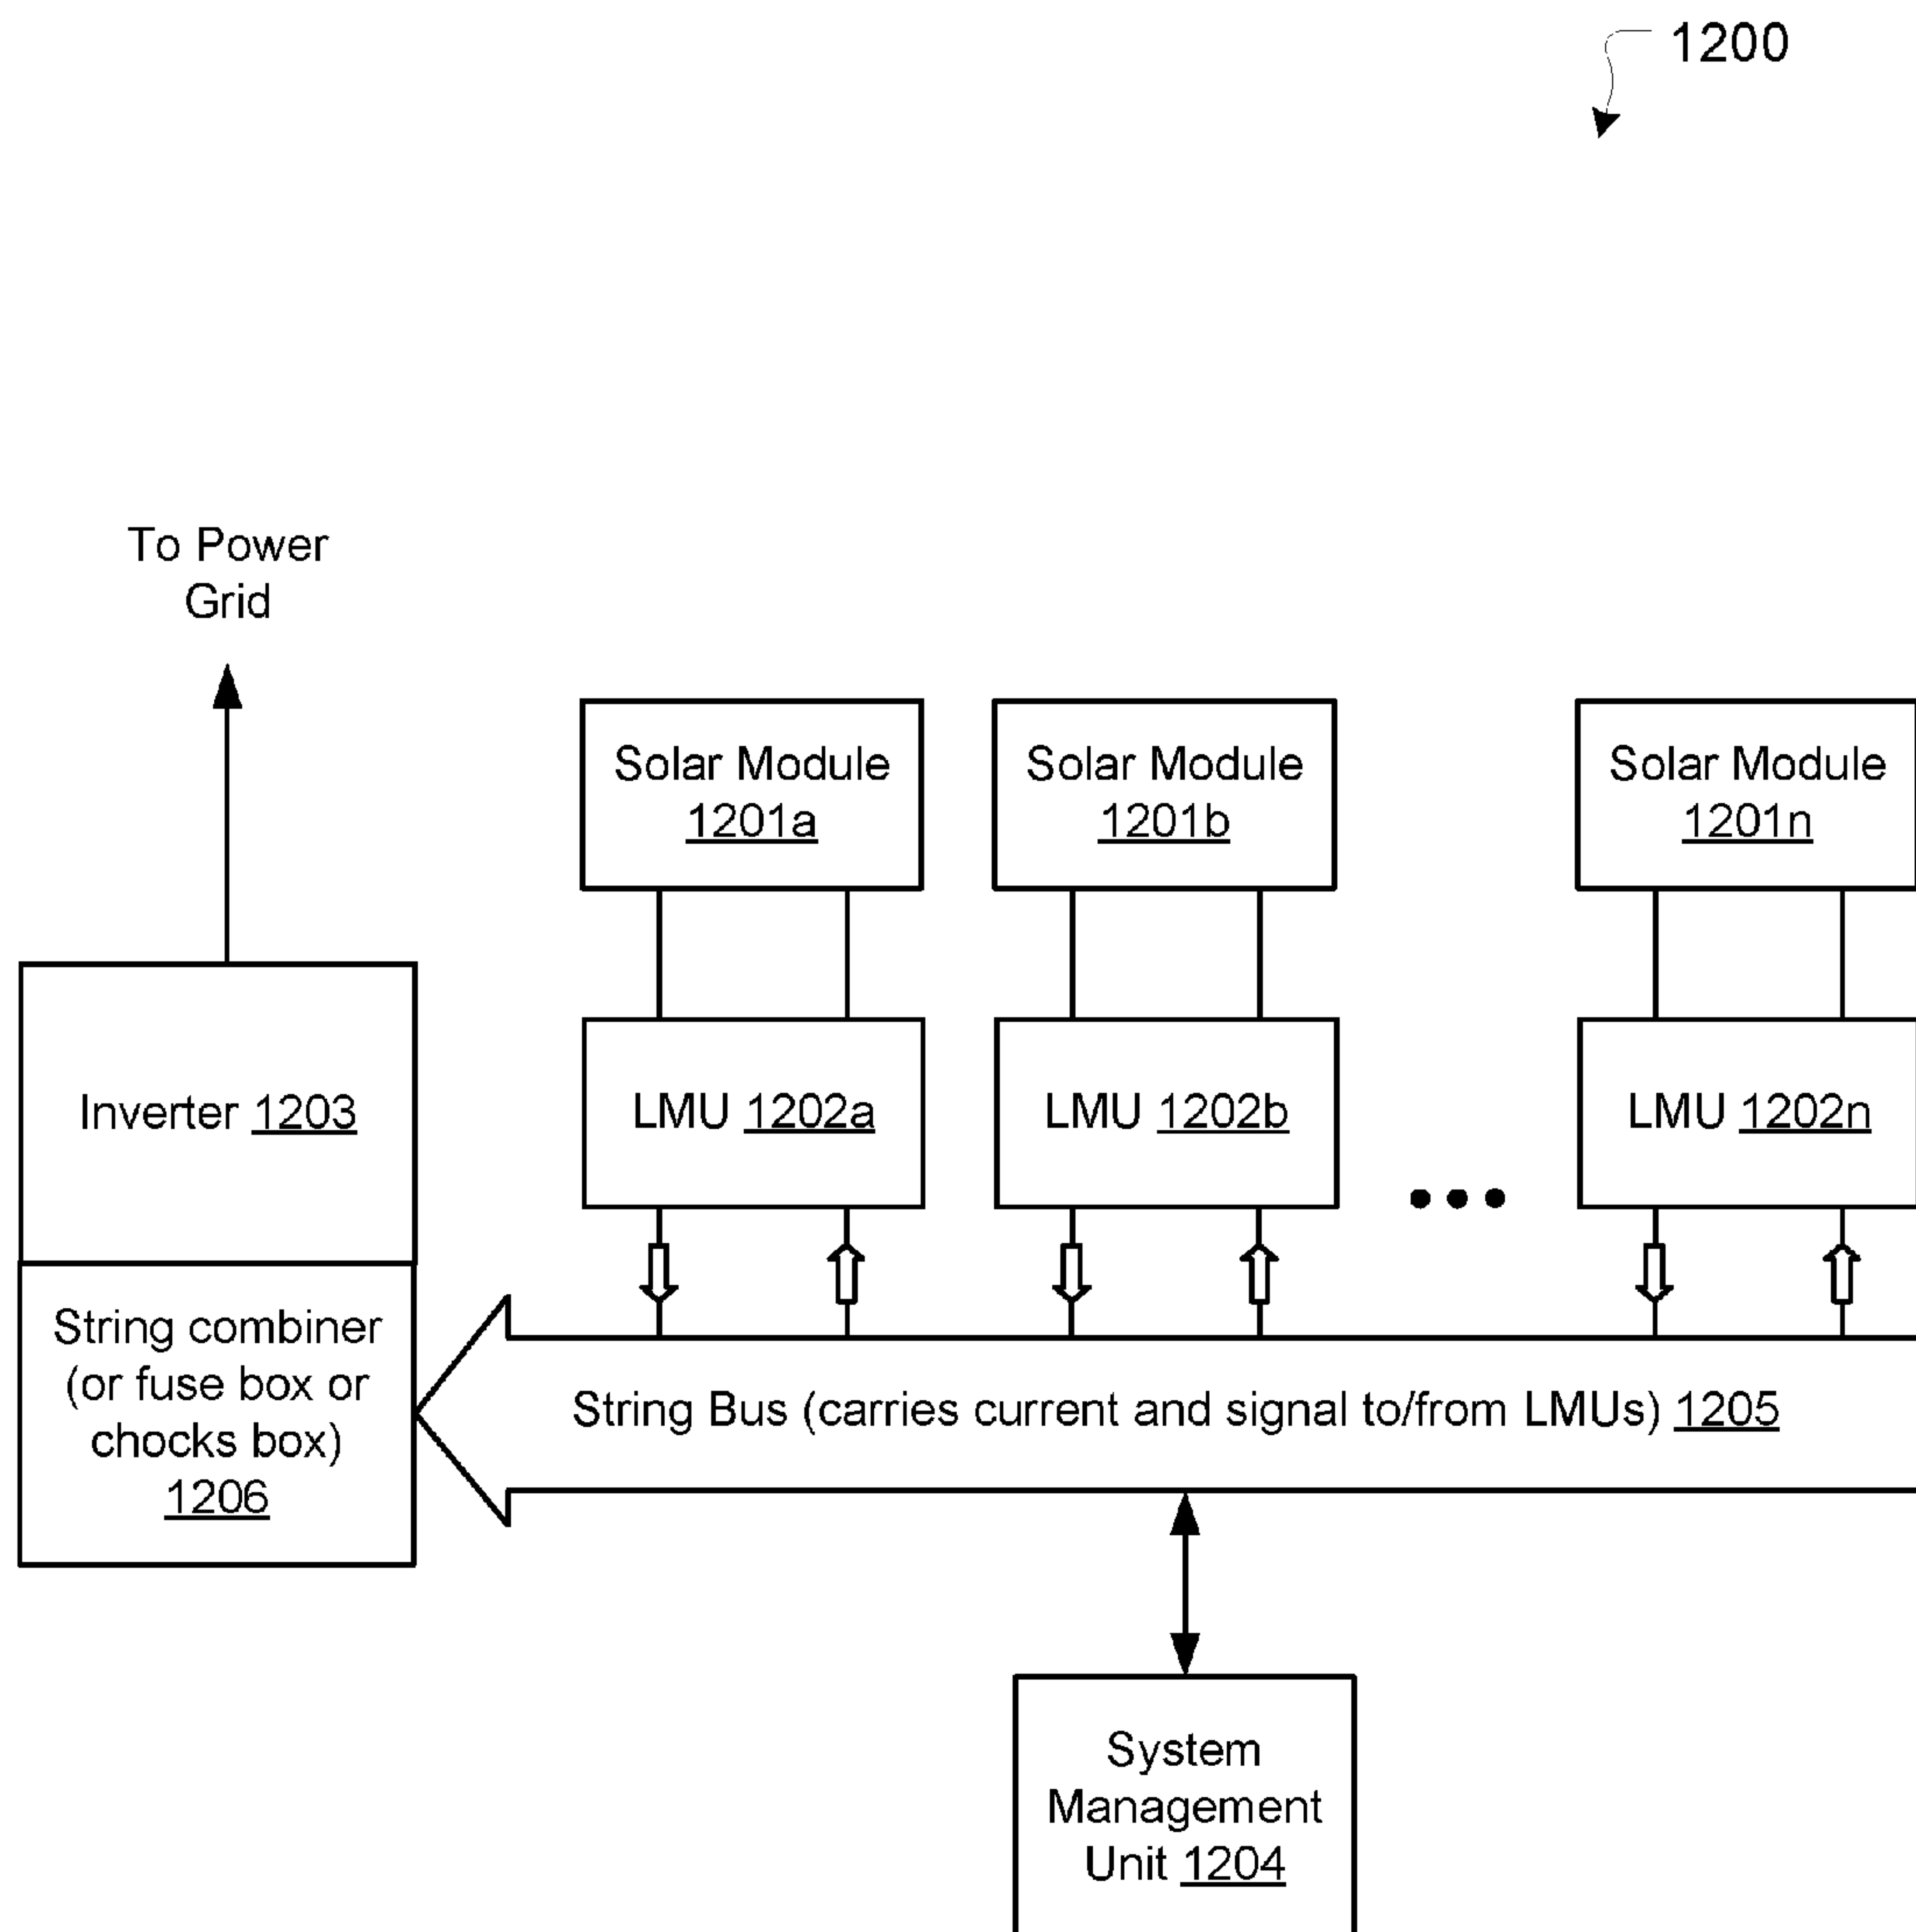 1200
To Power
Grid
Solar Module
1201a
Solar Module
1201b
Solar Module
1201n
Inverter 1203
LMU 1202a
LMU 1202b
LMU 1202n
String combiner
(or fuse box or
chocks box)
1206
String Bus (carries current and signal to/from LMUs) 1205
System
Management
Unit 1204